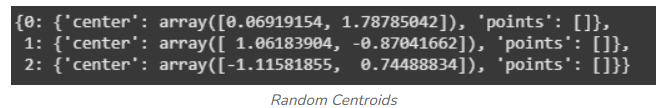 {0: {'center': array([0.06919154, 1.78785042]), 'points': []},
 1: {'center': array([ 1.06183904, -0.87041662]), 'points': []},
 2: {'center': array([-1.11581855,  0.74488834]), 'points': []}}
Random Centroids